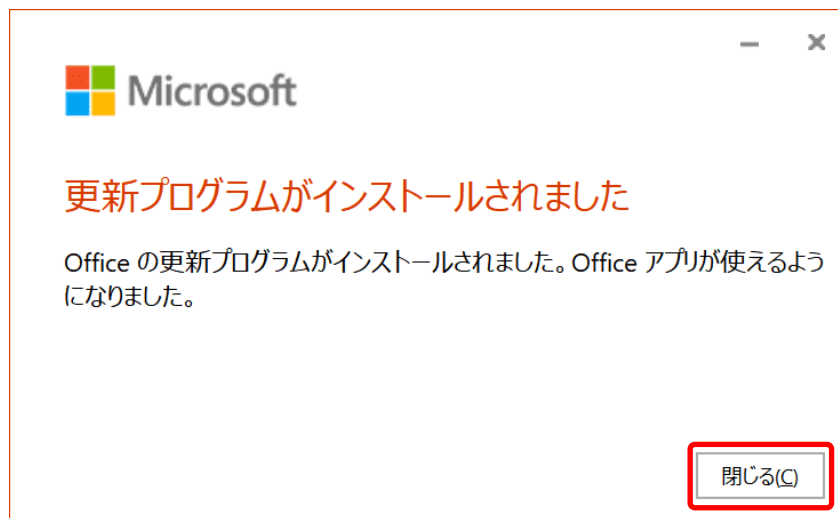 Microsoft
更新プログラムがインストールされました
Office の更新プログラムがインストールされました。Office アプリが使えるよう
になりました。
閉じる(C)